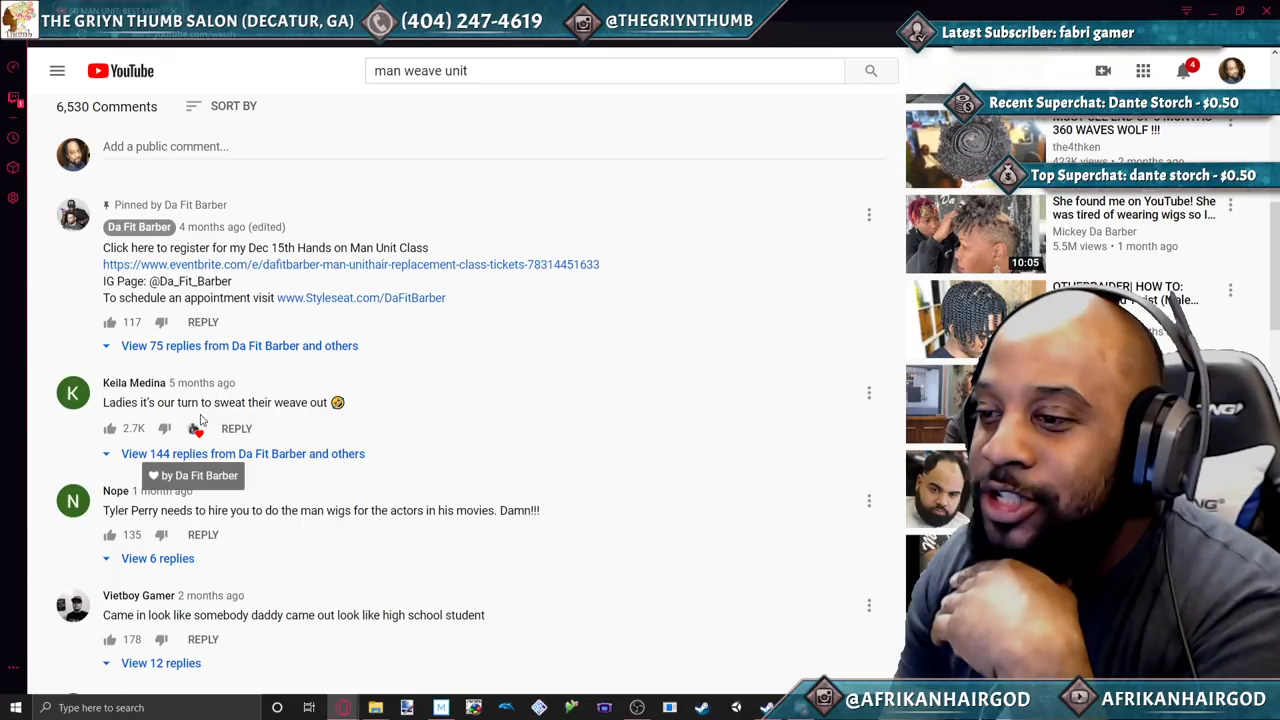 THE GRIYN THUMB SALON (DECATUR, GA)
(404) 247-4619
@THEGRIYNTHUMB
Latest Subscriber: fabri gamer
YouTube
man weave unit
4
Recent Superchat: Dante Storch - $0.50
6,530 Comments
SORT BY
360 WAVES WOLF !!!
the4thken
423K views • 2 months ago
Add a public comment...
Top Superchat: dante storch - $0.50
Pinned by Da Fit Barber
She found me on YouTube! She
was tired of wearing wigs so I...
Mickey Da Barber
5.5M views • 1 month ago
10:05
Da Fit Barber 4 months ago (edited)
Click here to register for my Dec 15th Hands on Man Unit Class
https://www.eventbrite.com/e/dafitbarber-man-unithair-replacement-class-tickets-78314451633
IG Page: @Da_Fit_Barber
To schedule an appointment visit www.Styleseat.com/DaFitBarber
117 REPLY
View 75 replies from Da Fit Barber and others
Keila Medina 5 months ago
Ladies it's our turn to sweat their weave out 🤣
2.7K REPLY
View 144 replies from Da Fit Barber and others
by Da Fit Barber
Nope 1 month ago
Tyler Perry needs to hire you to do the man wigs for the actors in his movies. Damn!!!
135 REPLY
View 6 replies
Vietboy Gamer 2 months ago
Came in look like somebody daddy came out look like high school student
178 REPLY
View 12 replies
Type here to search
@AFRIKANHAIRGOD
AFRIKANHAIRGOD